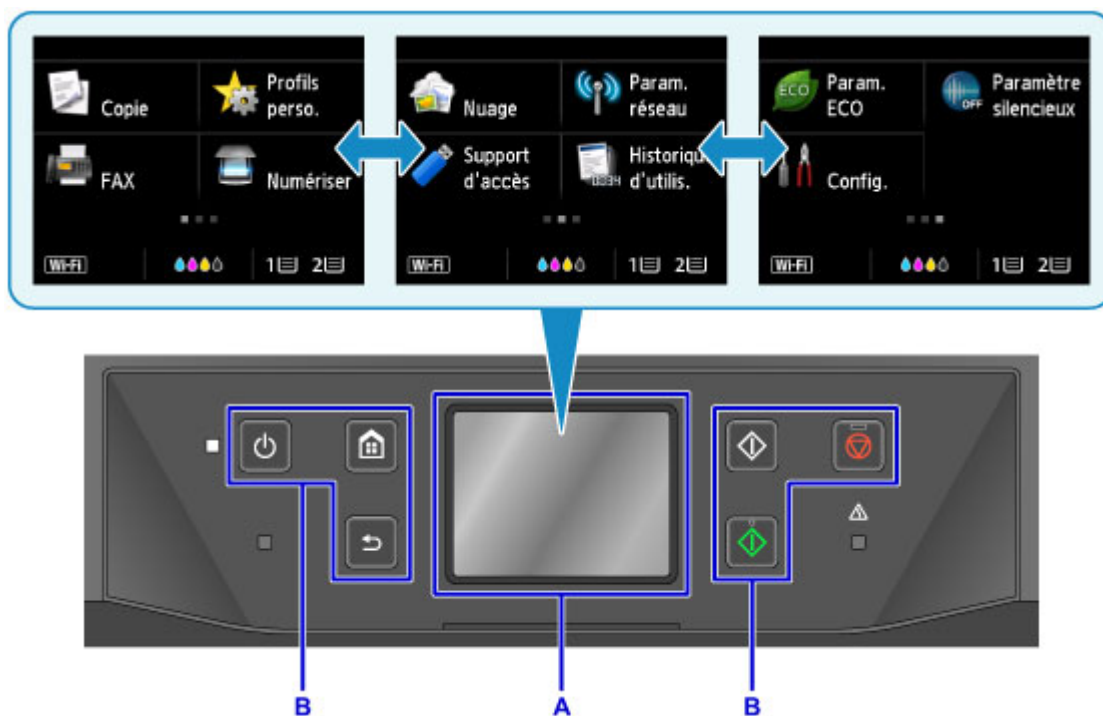 Copie
Profils
perso.
FAX
Numériser
Wi-Fi
1 2
Nuage
Param.
réseau
Support
d'accès
Historiqu
d'utilis.
Wi-Fi
1 2
ECO
Param.
ECO
OFF
Paramètre
silencieux
Config.
Wi-Fi
1 2
B
A
B